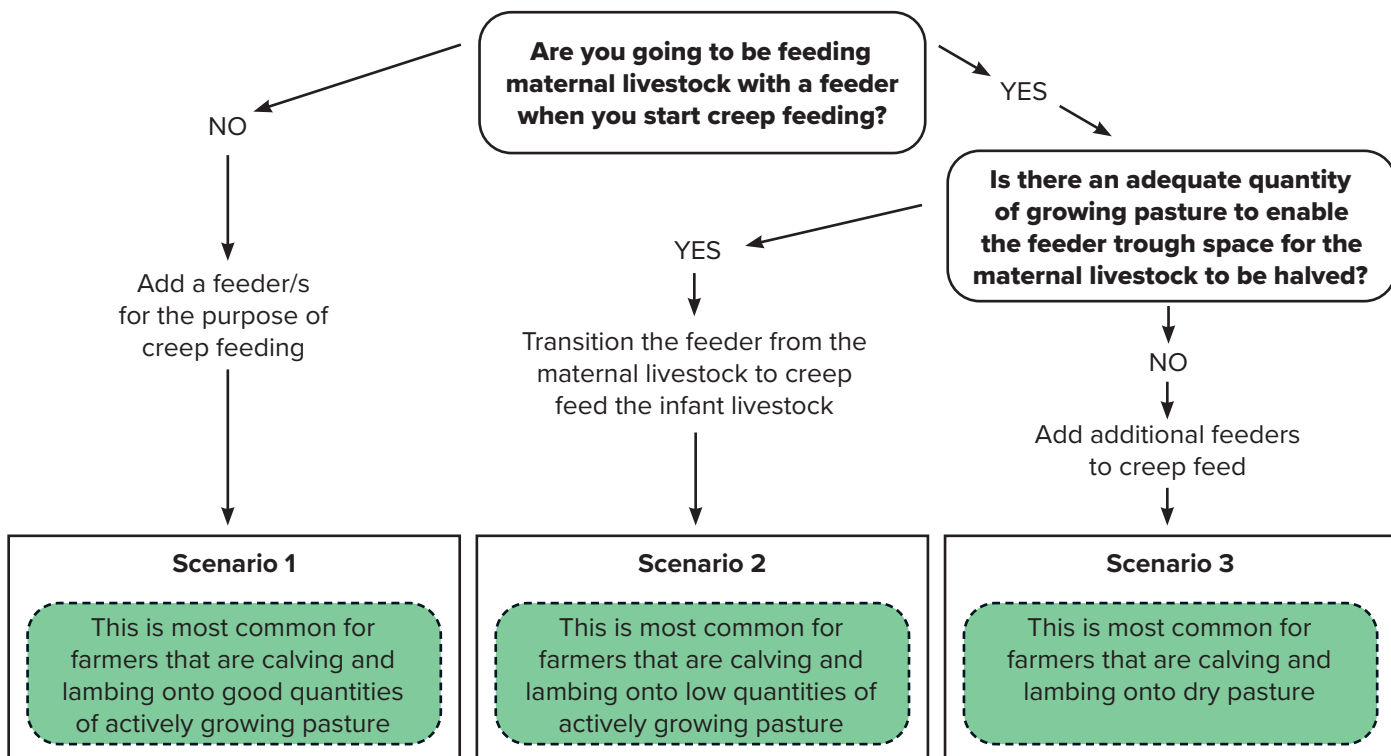 Are you going to be feeding
maternal livestock with a feeder
when you start creep feeding?
NO
YES
Is there an adequate quantity
of growing pasture to enable
the feeder trough space for the
maternal livestock to be halved?
YES
NO
Add a feeder/s
for the purpose of
creep feeding
Transition the feeder from the
maternal livestock to creep
feed the infant livestock
Add additional feeders
to creep feed
Scenario 1
This is most common for
farmers that are calving and
lambing onto good quantities
of actively growing pasture
Scenario 2
This is most common for
farmers that are calving and
lambing onto low quantities of
actively growing pasture
Scenario 3
This is most common for
farmers that are calving and
lambing onto dry pasture